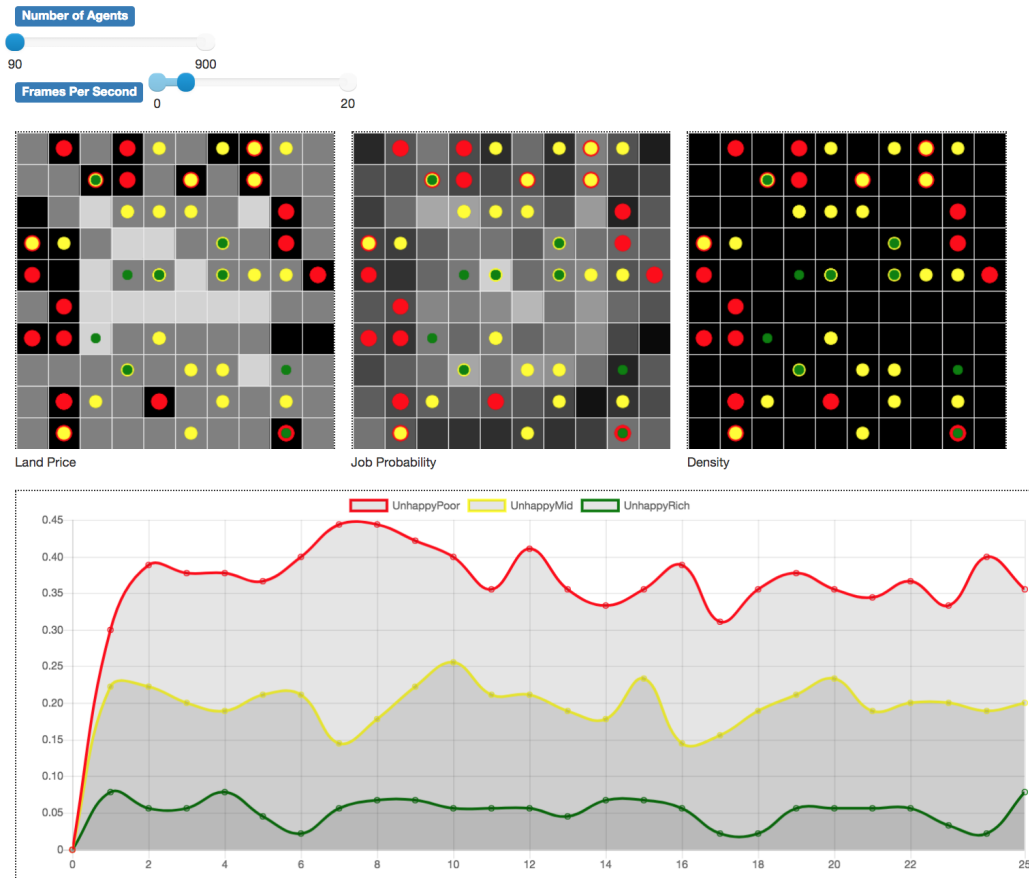 Number of Agents
90 900
Frames Per Second
0 20
Land Price Job Probability Density
UnhappyPoor UnhappyMid UnhappyRich
0.45
0.40
0.35
0.30
0.25
0.20
0.15
0.10
0.05
0
0 2 4 6 8 10 12 14 16 18 20 22 25